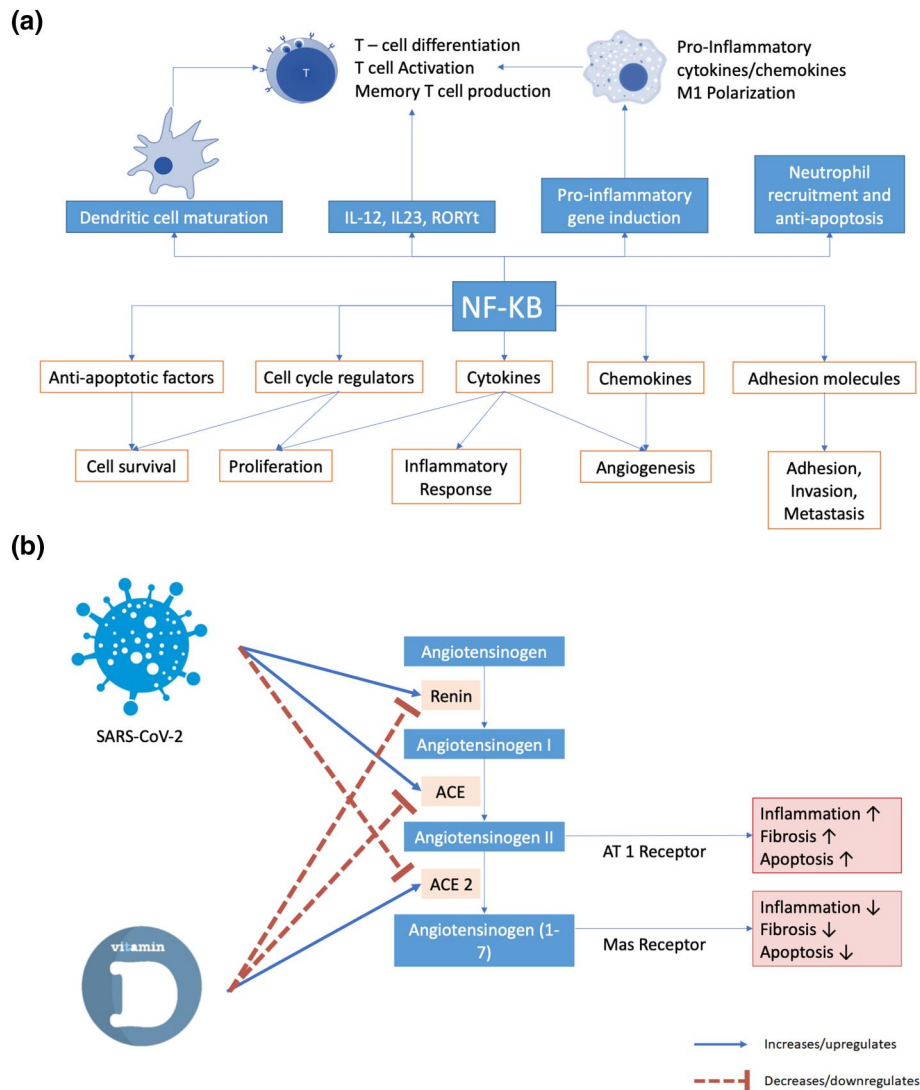 (a)
T – cell differentiation
T cell Activation
Memory T cell production
Pro-Inflammatory
cytokines/chemokines
M1 Polarization
T
Dendritic cell maturation
IL-12, IL23, RORYt
Pro-inflammatory
gene induction
Neutrophil
recruitment and
anti-apoptosis
NF-KB
Anti-apoptotic factors
Cell cycle regulators
Cytokines
Chemokines
Adhesion molecules
Cell survival
Proliferation
Inflammatory
Response
Angiogenesis
Adhesion,
Invasion,
Metastasis
(b)
SARS-CoV-2
Angiotensinogen
Renin
Angiotensinogen I
ACE
Angiotensinogen II
AT 1 Receptor
Inflammation ↑
Fibrosis ↑
Apoptosis ↑
ACE 2
Angiotensinogen (1-
7)
Mas Receptor
Inflammation ↓
Fibrosis ↓
Apoptosis ↓
vitamin
D
Increases/upregulates
Decreases/downregulates